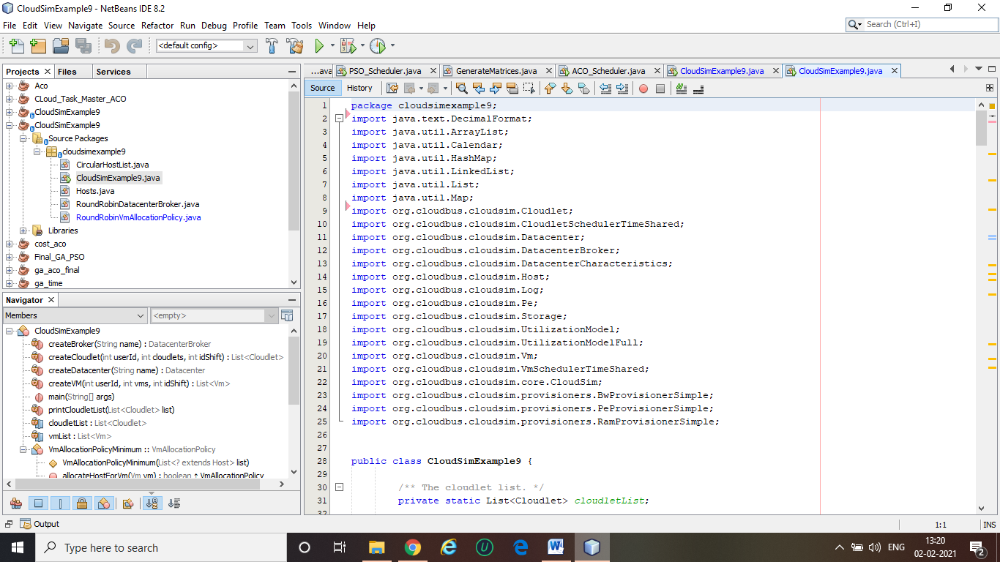 CloudSimExample9 - NetBeans IDE 8.2
File Edit View Navigate Source Refactor Run Debug Profile Team Tools Window Help
Search (Ctrl+I)
<default config>
Projects Files Services
Aco
CLoud_Task_Master_ACO
CloudSimExample9
CloudSimExample9
Source Packages
cloudsimexample9
CircularHostList.java
CloudSimExample9.java
Hosts.java
RoundRobinDatacenterBroker.java
RoundRobinVmAllocationPolicy.java
Libraries
cost_aco
Final_GA_PSO
ga_aco_final
ga_time
Navigator
Members <empty>
CloudSimExample9
createBroker(String name) : DatacenterBroker
createCloudlet(int userId, int cloudlets, int idShift) : List<Cloudlet>
createDatacenter(String name) : Datacenter
createVM(int userId, int vms, int idShift) : List<Vm>
main(String[] args)
printCloudletList(List<Cloudlet> list)
cloudletList : List<Cloudlet>
vmList : List<Vm>
VmAllocationPolicyMinimum :: VmAllocationPolicy
VmAllocationPolicyMinimum(List<? extends Host> list)
allocateHostForVm(Vm vm) : boolean ↑ VmAllocationPolicy
...ava PSO_Scheduler.java GenerateMatrices.java ACO_Scheduler.java CloudSimExample9.java CloudSimExample9.java
Source History
1 package cloudsimexample9;
2 import java.text.DecimalFormat;
3 import java.util.ArrayList;
4 import java.util.Calendar;
5 import java.util.HashMap;
6 import java.util.LinkedList;
7 import java.util.List;
8 import java.util.Map;
9 import org.cloudbus.cloudsim.Cloudlet;
10 import org.cloudbus.cloudsim.CloudletSchedulerTimeShared;
11 import org.cloudbus.cloudsim.Datacenter;
12 import org.cloudbus.cloudsim.DatacenterBroker;
13 import org.cloudbus.cloudsim.DatacenterCharacteristics;
14 import org.cloudbus.cloudsim.Host;
15 import org.cloudbus.cloudsim.Log;
16 import org.cloudbus.cloudsim.Pe;
17 import org.cloudbus.cloudsim.Storage;
18 import org.cloudbus.cloudsim.UtilizationModel;
19 import org.cloudbus.cloudsim.UtilizationModelFull;
20 import org.cloudbus.cloudsim.Vm;
21 import org.cloudbus.cloudsim.VmSchedulerTimeShared;
22 import org.cloudbus.cloudsim.core.CloudSim;
23 import org.cloudbus.cloudsim.provisioners.BwProvisionerSimple;
24 import org.cloudbus.cloudsim.provisioners.PeProvisionerSimple;
25 import org.cloudbus.cloudsim.provisioners.RamProvisionerSimple;
26
27
28 public class CloudSimExample9 {
29
30 /** The cloudlet list. */
31 private static List<Cloudlet> cloudletList;
32
Output
1:1 INS
Type here to search
ENG
13:20
02-02-2021
2